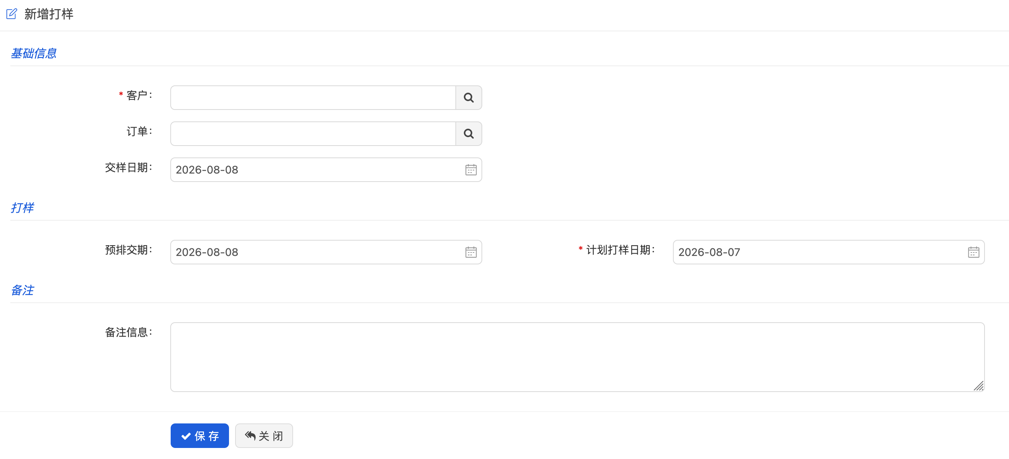 新增打样
基础信息
* 客户：
订单：
交样日期： 2026-08-08
打样
预排交期： 2026-08-08 * 计划打样日期： 2026-08-07
备注
备注信息：
保 存 关 闭